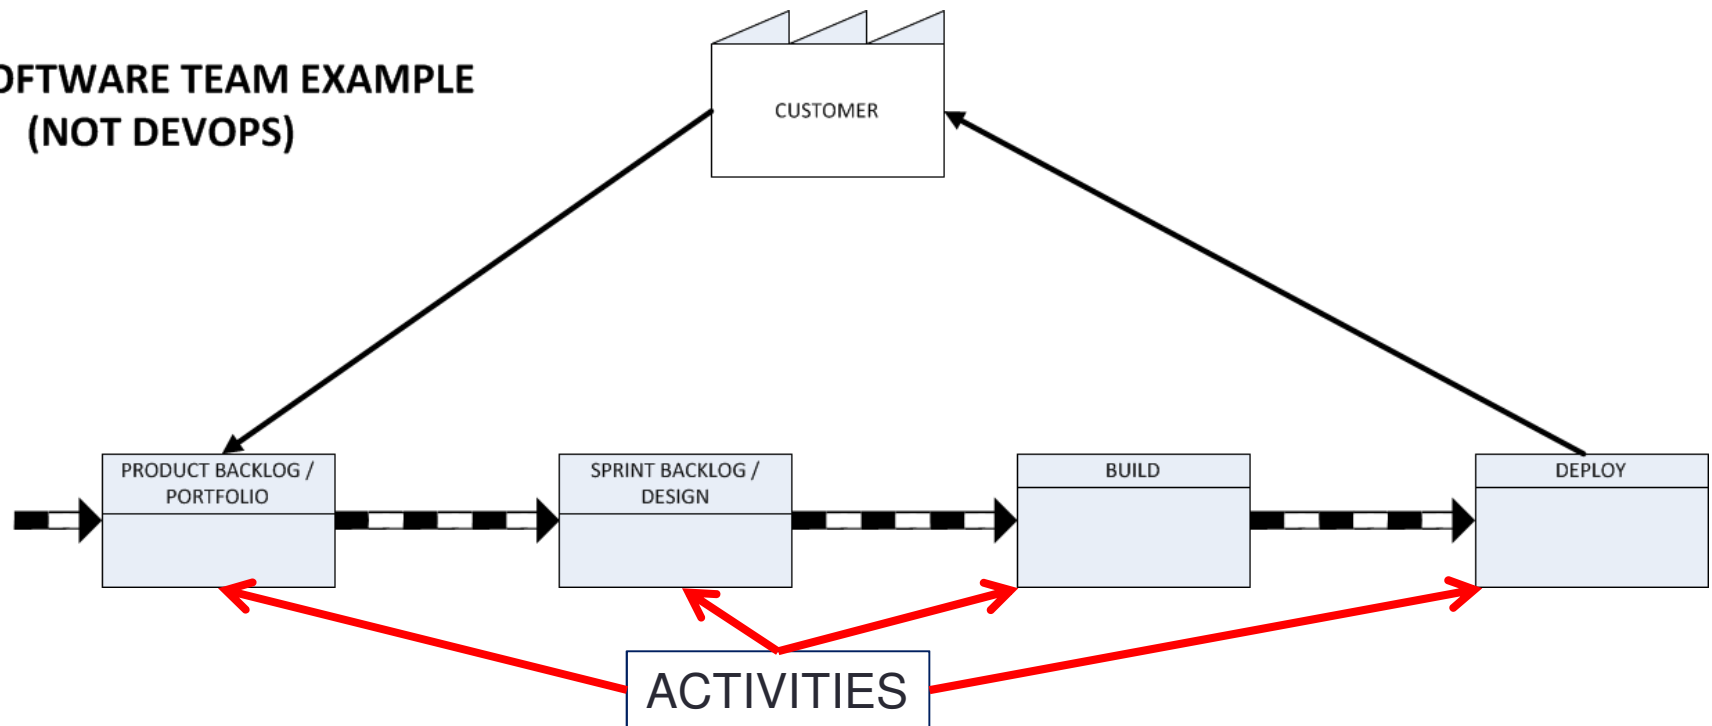 OFTWARE TEAM EXAMPLE
(NOT DEVOPS)
CUSTOMER
PRODUCT BACKLOG /
PORTFOLIO
SPRINT BACKLOG /
DESIGN
BUILD
DEPLOY
ACTIVITIES